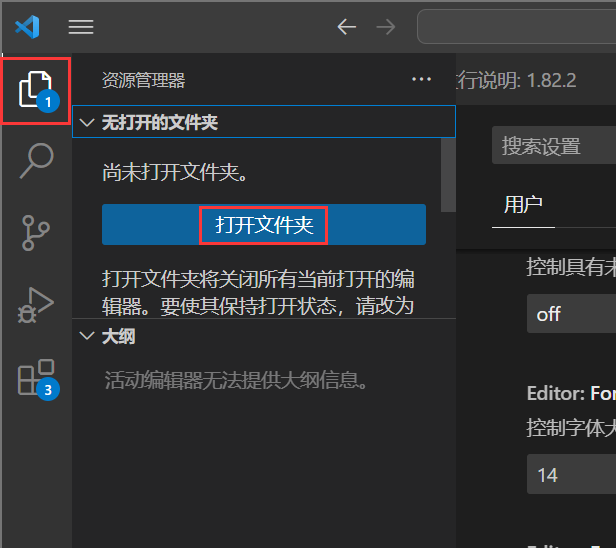 资源管理器
行说明: 1.82.2
1
无打开的文件夹
搜索设置
尚未打开文件夹。
用户
打开文件夹
控制具有未
打开文件夹将关闭所有当前打开的编
辑器。要使其保持打开状态，请改为
off
大纲
活动编辑器无法提供大纲信息。
3
Editor: For
控制字体大
14